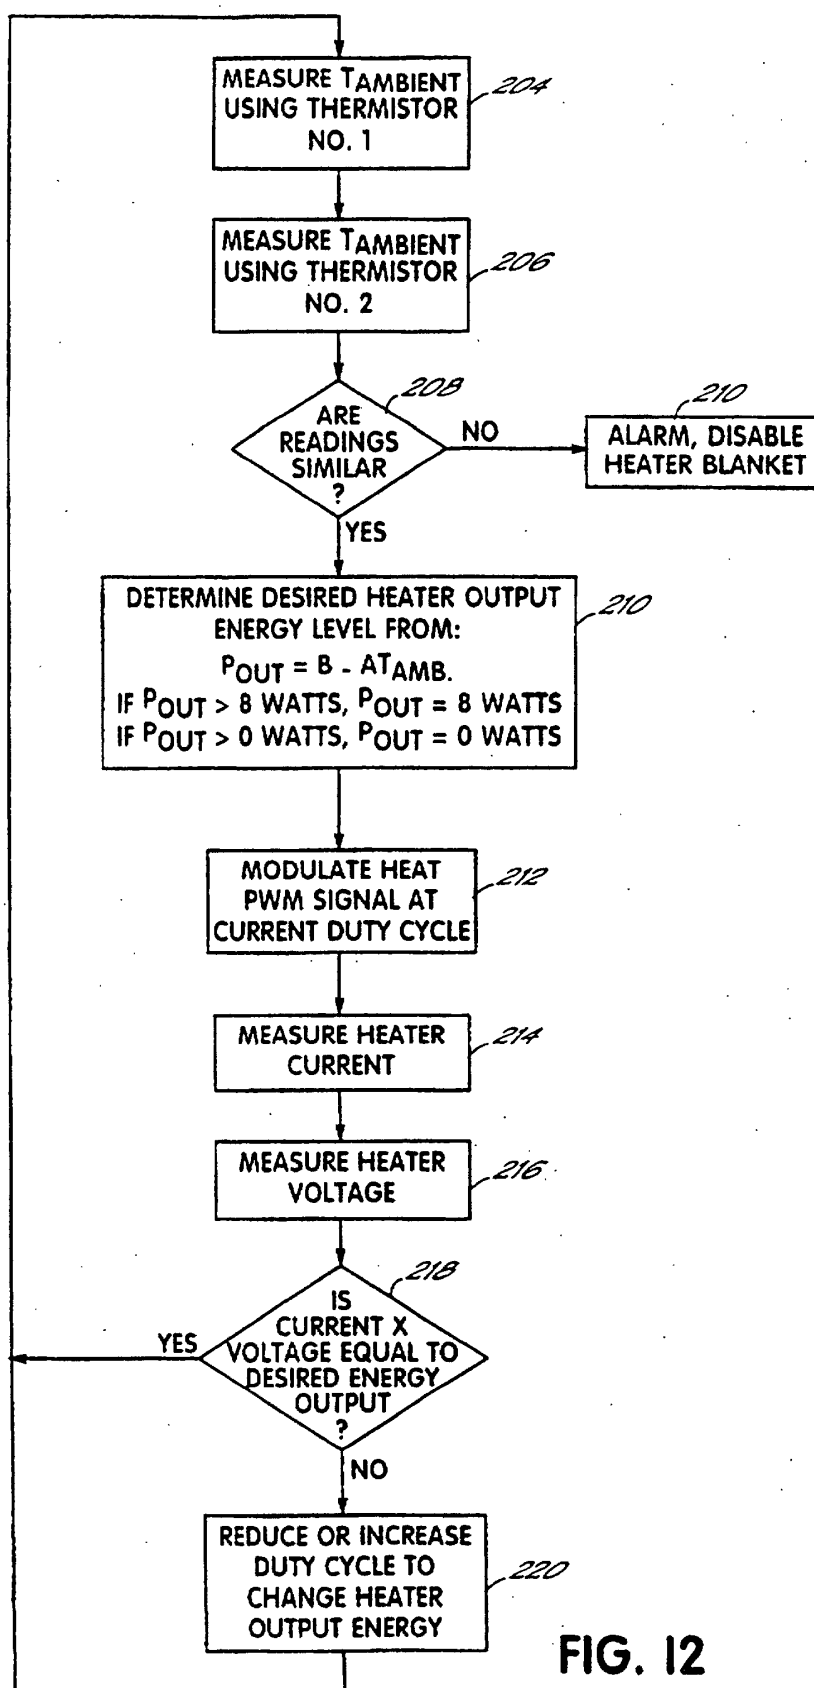 MEASURE TAMBIENT
USING THERMISTOR
NO. 1
204
MEASURE TAMBIENT
USING THERMISTOR
NO. 2
206
ARE
READINGS
SIMILAR
?
208
NO
210
ALARM, DISABLE
HEATER BLANKET
YES
DETERMINE DESIRED HEATER OUTPUT
ENERGY LEVEL FROM:
POUT = B - ATAMB.
IF POUT > 8 WATTS, POUT = 8 WATTS
IF POUT > 0 WATTS, POUT = 0 WATTS
210
MODULATE HEAT
PWM SIGNAL AT
CURRENT DUTY CYCLE
212
MEASURE HEATER
CURRENT
214
MEASURE HEATER
VOLTAGE
216
218
IS
CURRENT X
VOLTAGE EQUAL TO
DESIRED ENERGY
OUTPUT
?
YES
NO
REDUCE OR INCREASE
DUTY CYCLE TO
CHANGE HEATER
OUTPUT ENERGY
220
FIG. 12